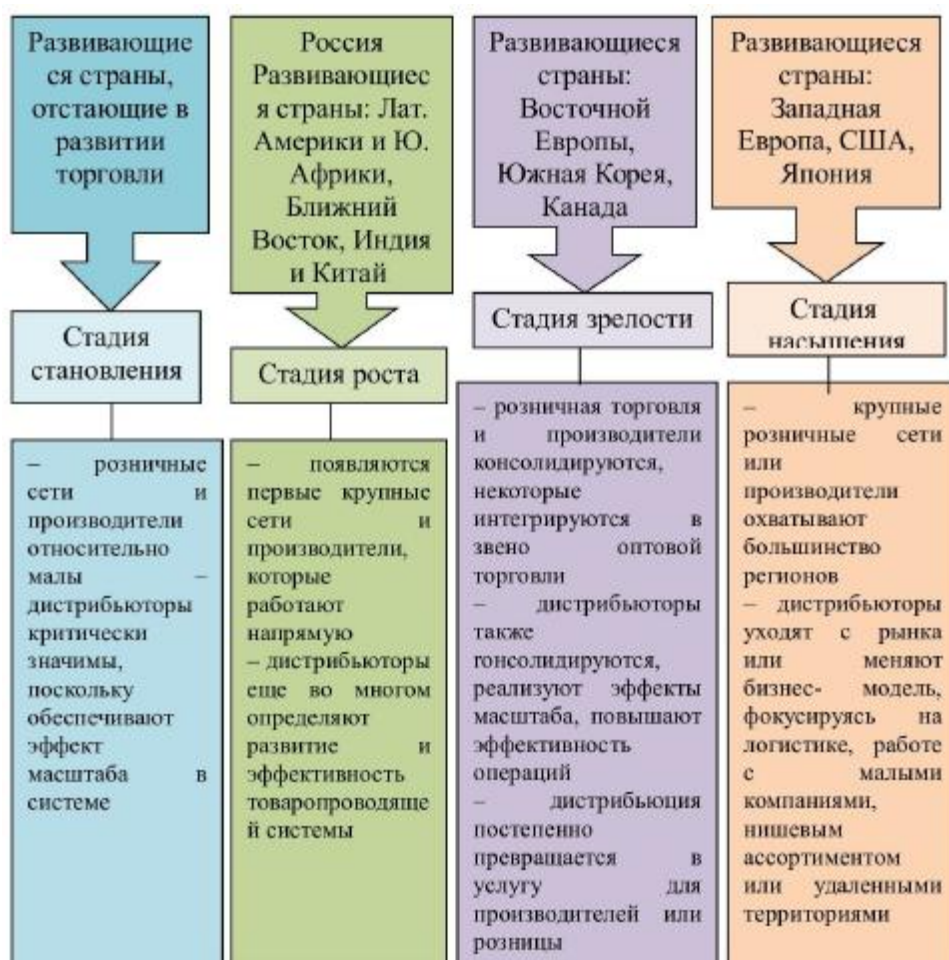 Развивающие
ся страны,
отстающие в
развитии
торговли
Стадия
становления
– розничные
сети и
производители
относительно
малы –
дистрибьюторы
критически
значимы,
поскольку
обеспечивают
эффект
масштаба в
системе
Россия
Развивающиес
я страны: Лат.
Америки и Ю.
Африки,
Ближний
Восток, Индия
и Китай
Стадия роста
– появляются
первые крупные
сети и
производители,
которые
работают
напрямую
– дистрибьюторы
еще во многом
определяют
развитие и
эффективность
товаропроводяще
й системы
Развивающиеся
страны:
Восточной
Европы,
Южная Корея,
Канада
Стадия зрелости
– розничная торговля
и производители
консолидируются,
некоторые
интегрируются в
звено оптовой
торговли
– дистрибьюторы
также
гонсолидируются,
реализуют эффекты
масштаба, повышают
эффективность
операций
– дистрибьюция
постепенно
превращается в
услугу для
производителей или
розницы
Развивающиеся
страны:
Западная
Европа, США,
Япония
Стадия
насыщения
– крупные
розничные сети
или
производители
охватывают
большинство
регионов
– дистрибьюторы
уходят с рынка
или меняют
бизнес- модель,
фокусируясь на
логистике, работе
с малыми
компаниями,
нишевым
ассортиментом
или удаленными
территориями